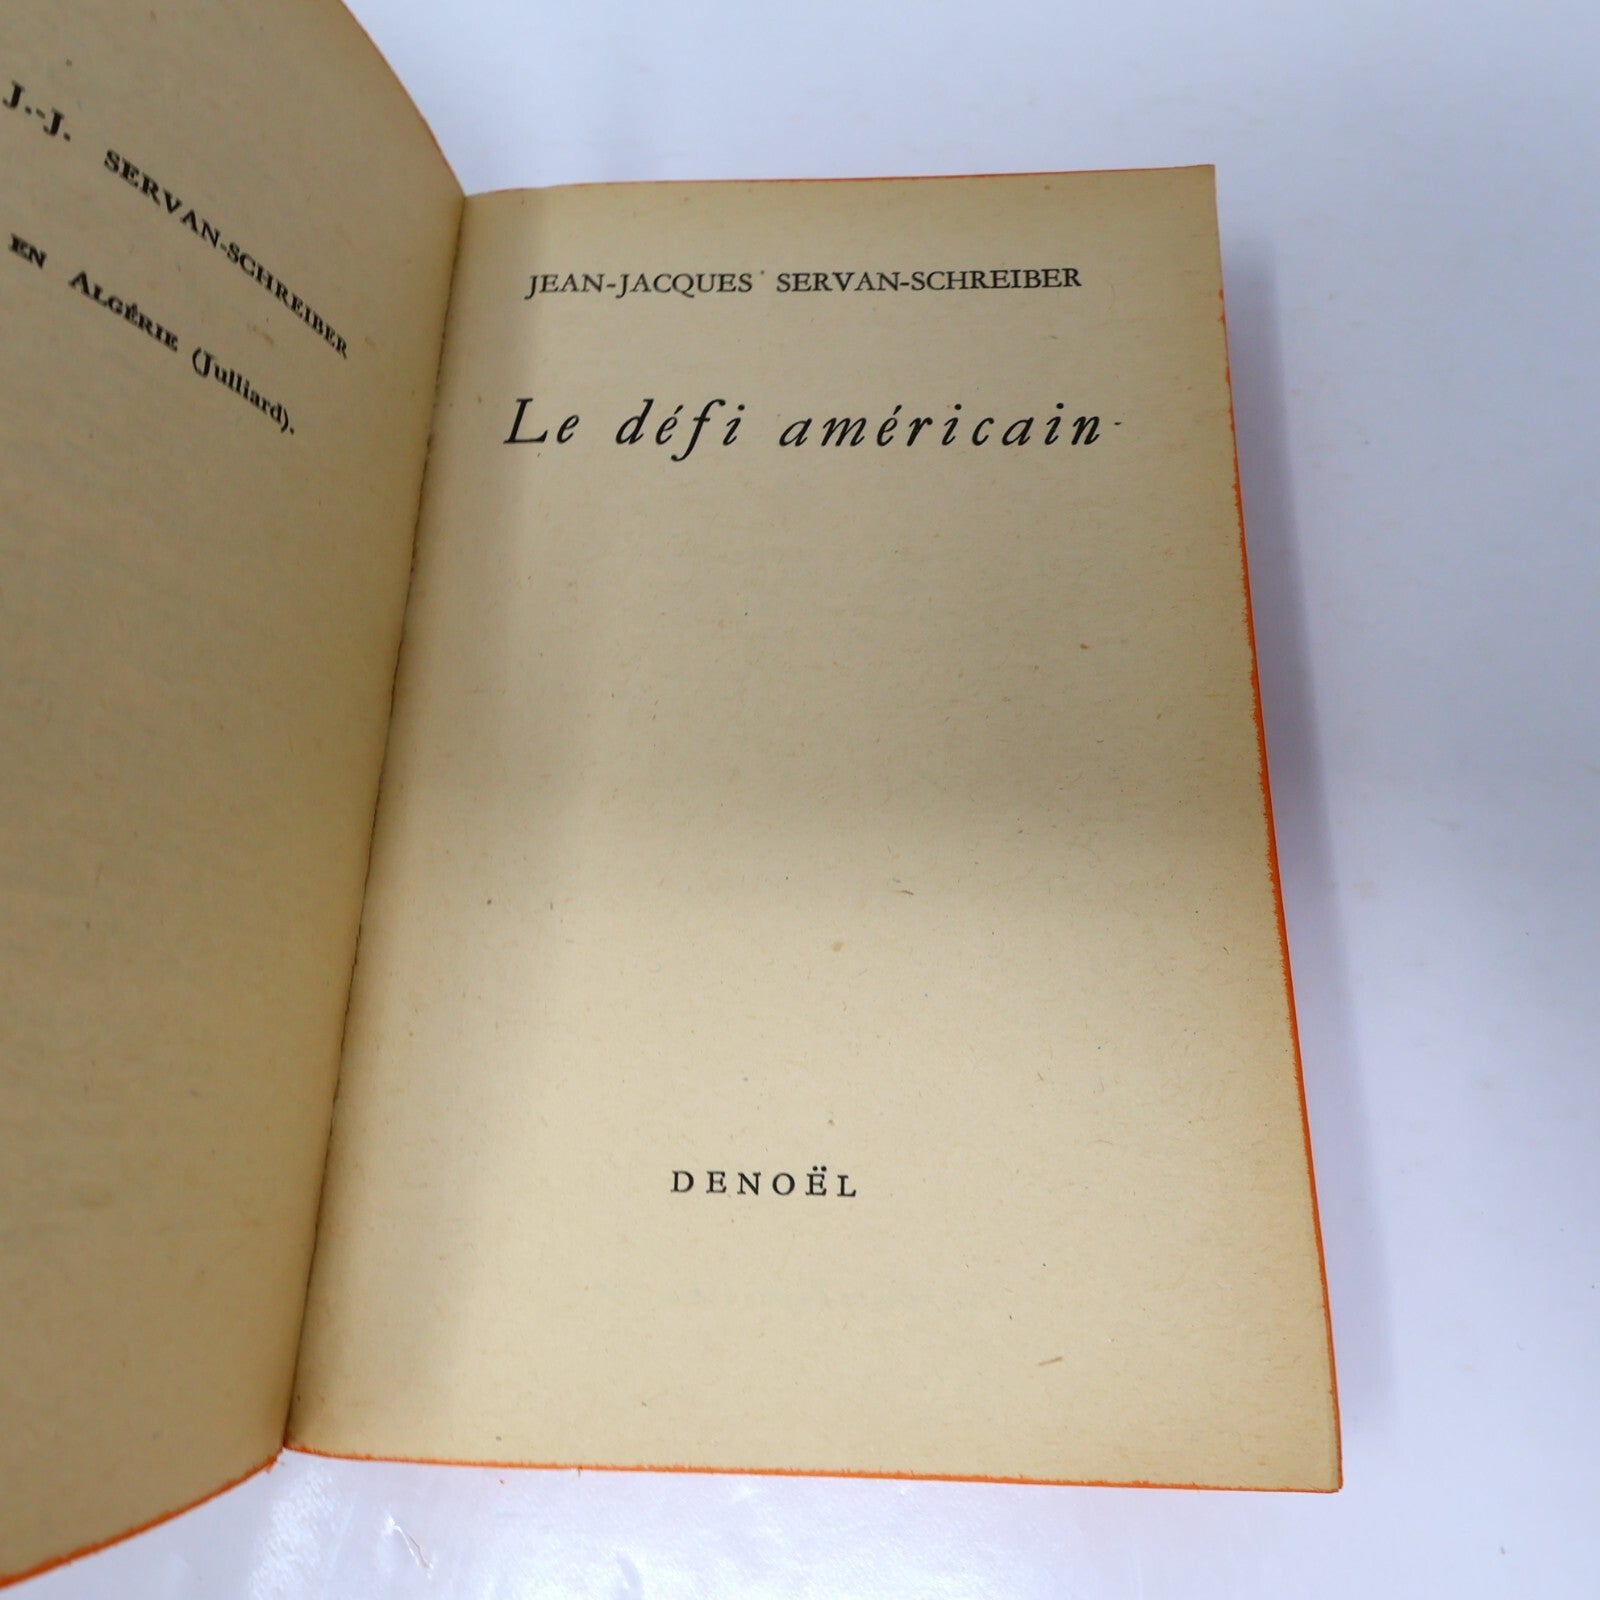 J.-J. SERVAN-SCHREIBER
EN ALGÉRIE (Julliard).
JEAN-JACQUES SERVAN-SCHREIBER
Le défi américain
DENOËL